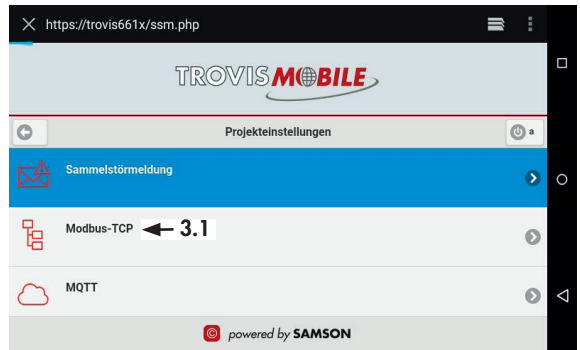 https://trovis661x/ssm.php
TROVIS MOBILE
Projekteinstellungen
a
Sammelstörmeldung
Modbus-TCP 3.1
MQTT
© powered by SAMSON